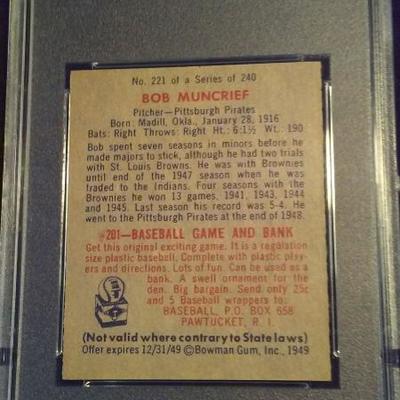 No. 221 of a Series of 240
BOB MUNCRIEF
Pitcher—Pittsburgh Pirates
Born: Madill, Okla., January 28, 1916
Bats: Right Throws: Right Ht.: 6:1½ Wt.: 190
Bob spent seven seasons in minors before he
made majors to stick, although he had two trials
with St. Louis Browns. He was with Brownies
until end of the 1947 season when he was
traded to the Indians. Four seasons with the
Brownies he won 13 games, 1941, 1943, 1944
and 1945. Last season his record was 5-4. He
went to the Pittsburgh Pirates at the end of 1948.
#201—BASEBALL GAME AND BANK
Get this original exciting game. It is a regulation
size plastic baseball. Complete with plastic play-
ers and directions. Lots of fun. Can be used as a
bank. A swell ornament for the
den. Big bargain. Send only 25¢
and 5 Baseball wrappers to:
BASEBALL, P.O. BOX 658
PAWTUCKET, R. I.
(Not valid where contrary to State laws)
Offer expires 12/31/49 ©Bowman Gum, Inc., 1949